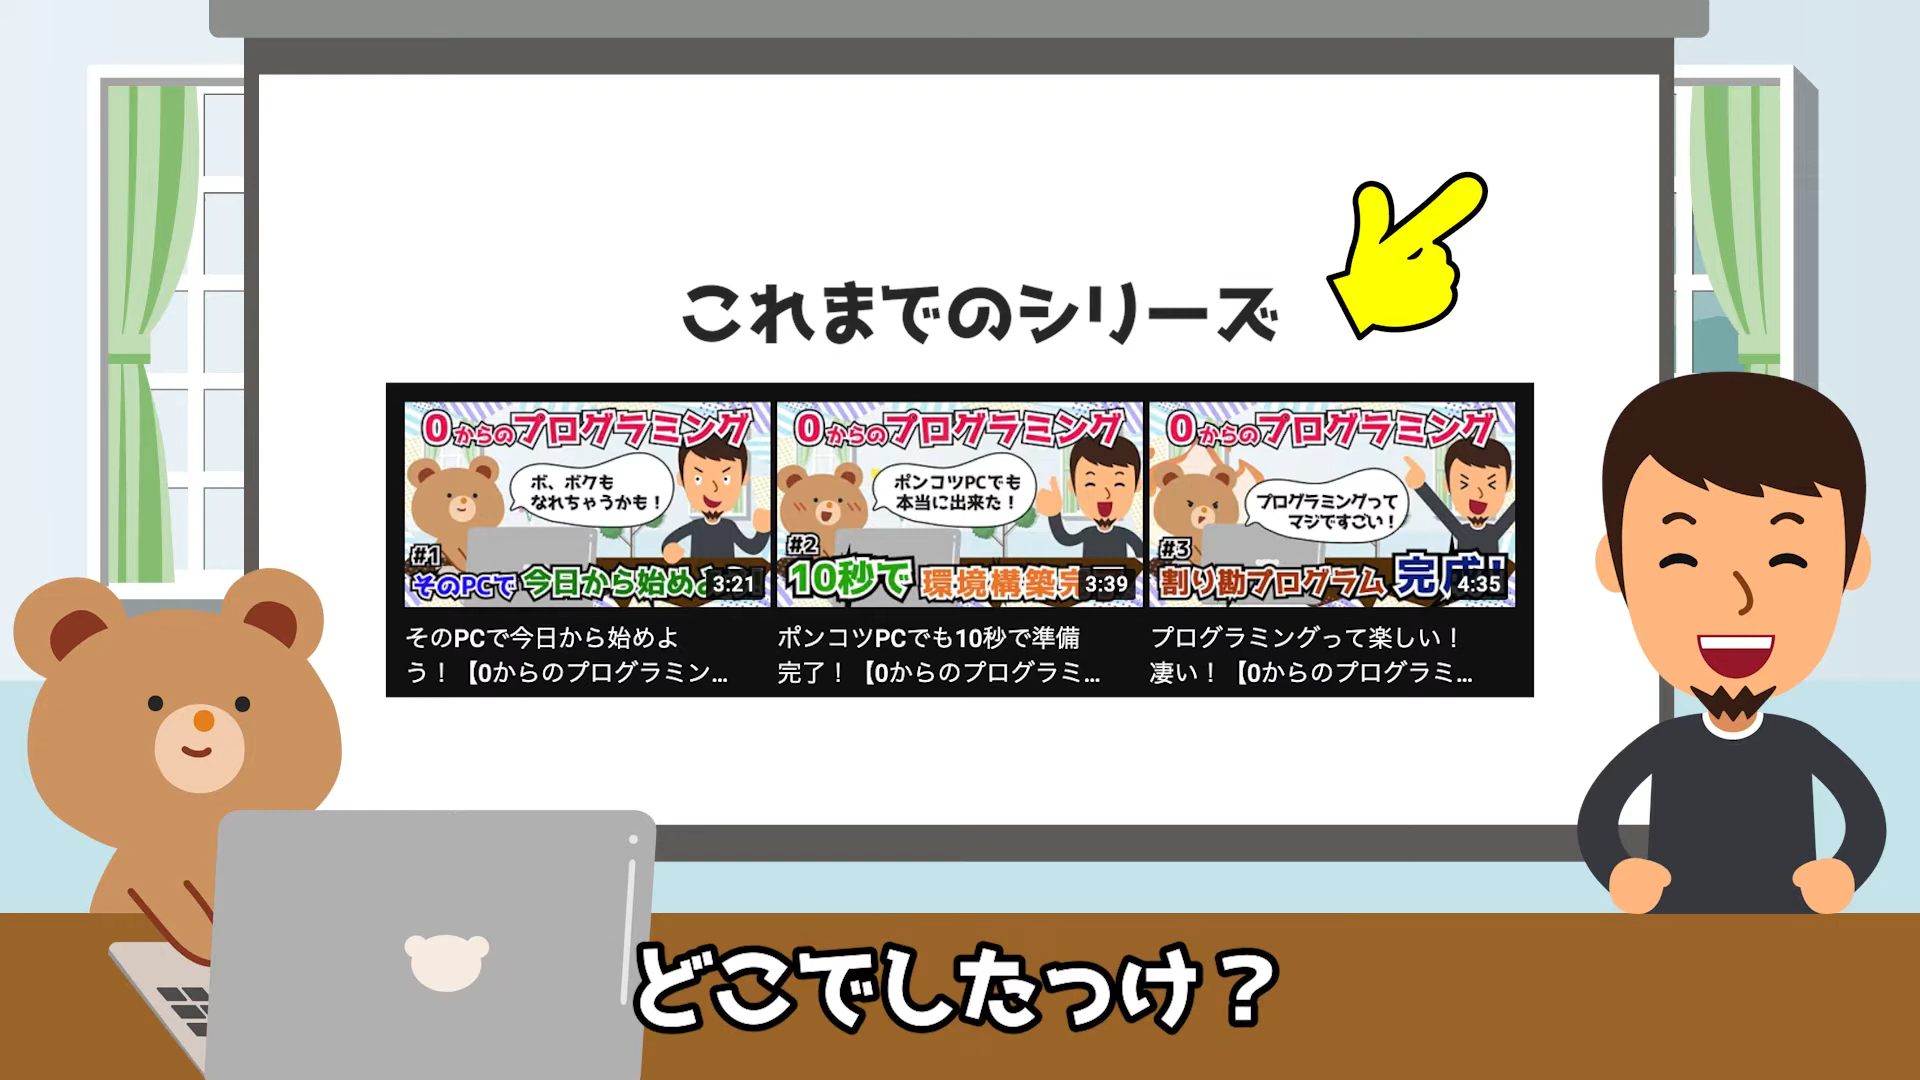 これまでのシリーズ
0からのプログラミング
ボ、ボクも
なれちゃうかも！
#1
そのPCで今日から始めよ
3:21
0からのプログラミング
ポンコツPCでも
本当に出来た！
#2
10秒で環境構築完
3:39
0からのプログラミング
プログラミングって
マジですごい！
#3
割り勘プログラム完成！
4:35
そのPCで今日から始めよ
う！【0からのプログラミン...
ポンコツPCでも10秒で準備
完了！【0からのプログラミ...
プログラミングって楽しい！
凄い！【0からのプログラミ...
どこでしたっけ？